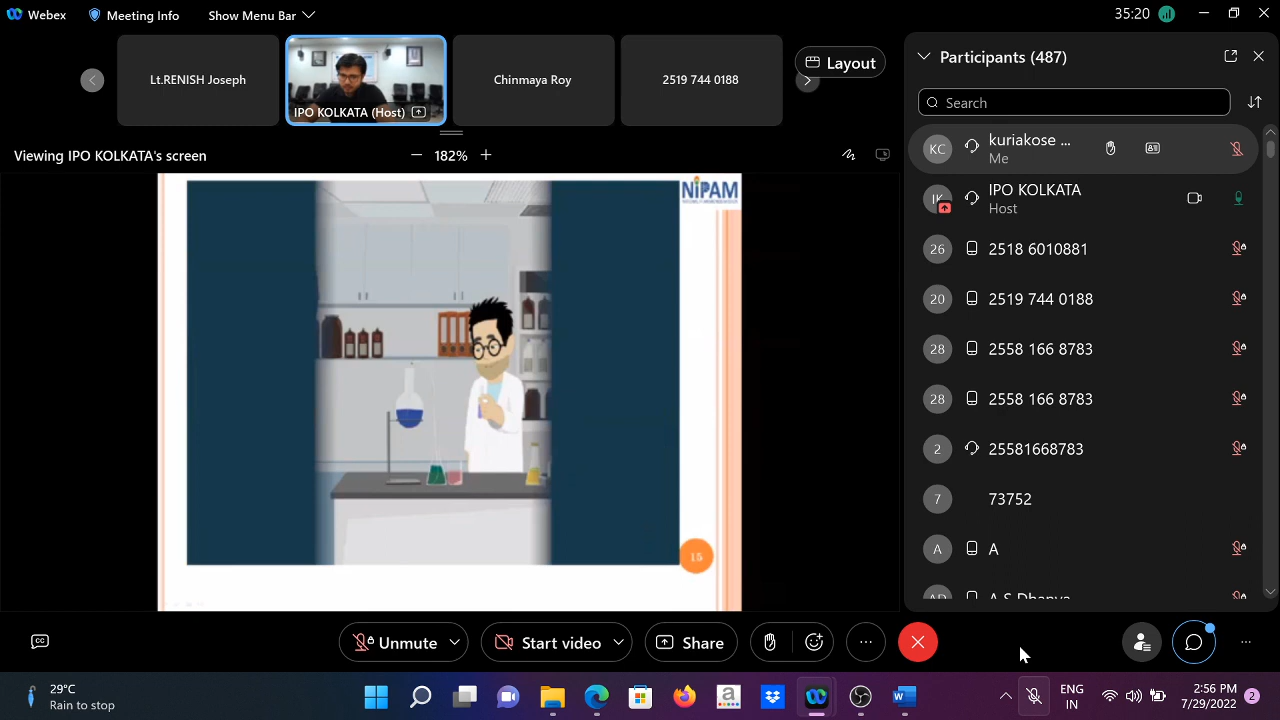 Webex
Meeting Info
Show Menu Bar
35:20
Lt.RENISH Joseph
IPO KOLKATA (Host)
Chinmaya Roy
2519 744 0188
Layout
Participants (487)
Search
Viewing IPO KOLKATA's screen
182%
KC
kuriakose ...
Me
IK
IPO KOLKATA
Host
26
2518 6010881
20
2519 744 0188
28
2558 166 8783
28
2558 166 8783
2
25581668783
7
73752
A
A
AD
A S Dhanya
NIPAM
15
CC
Unmute
Start video
Share
29°C
Rain to stop
ENG
IN
2:56 PM
7/29/2022
2